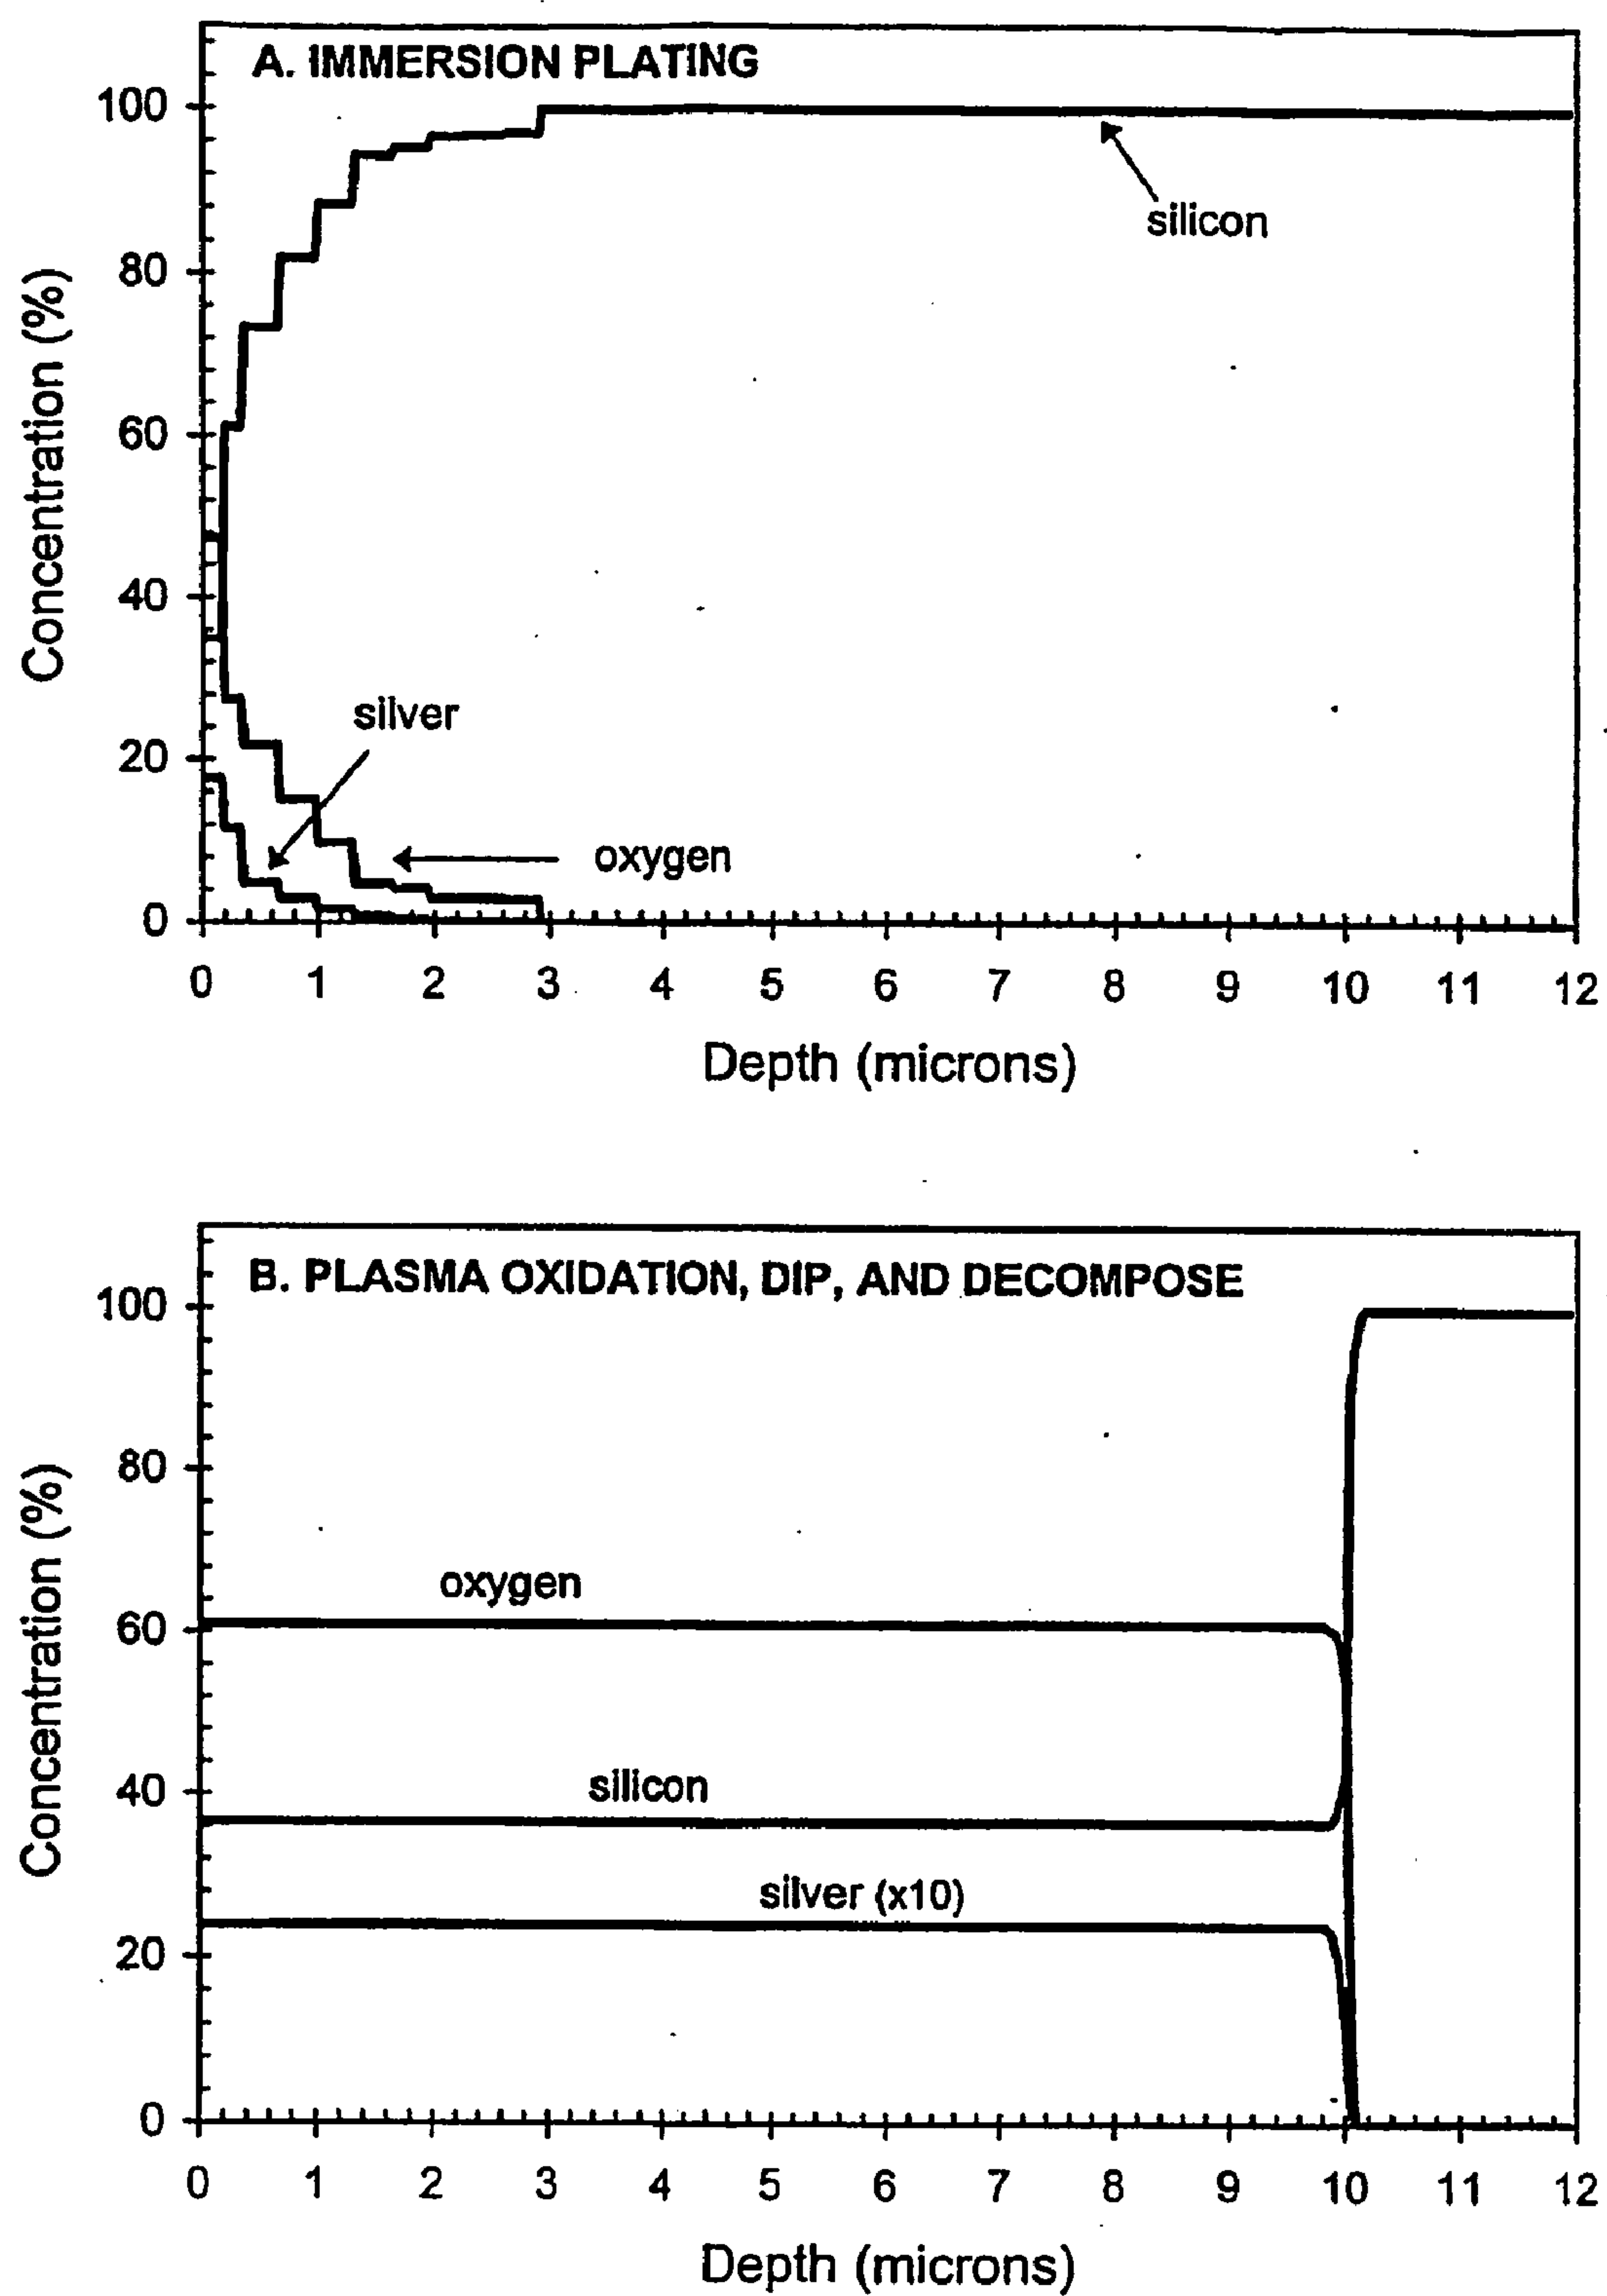 A. IMMERSION PLATING
Concentration (%)
100
80
60
40
20
0
silicon
silver
oxygen
0 1 2 3 4 5 6 7 8 9 10 11 12
Depth (microns)
B. PLASMA OXIDATION, DIP, AND DECOMPOSE
Concentration (%)
100
80
60
40
20
0
oxygen
silicon
silver (x10)
0 1 2 3 4 5 6 7 8 9 10 11 12
Depth (microns)